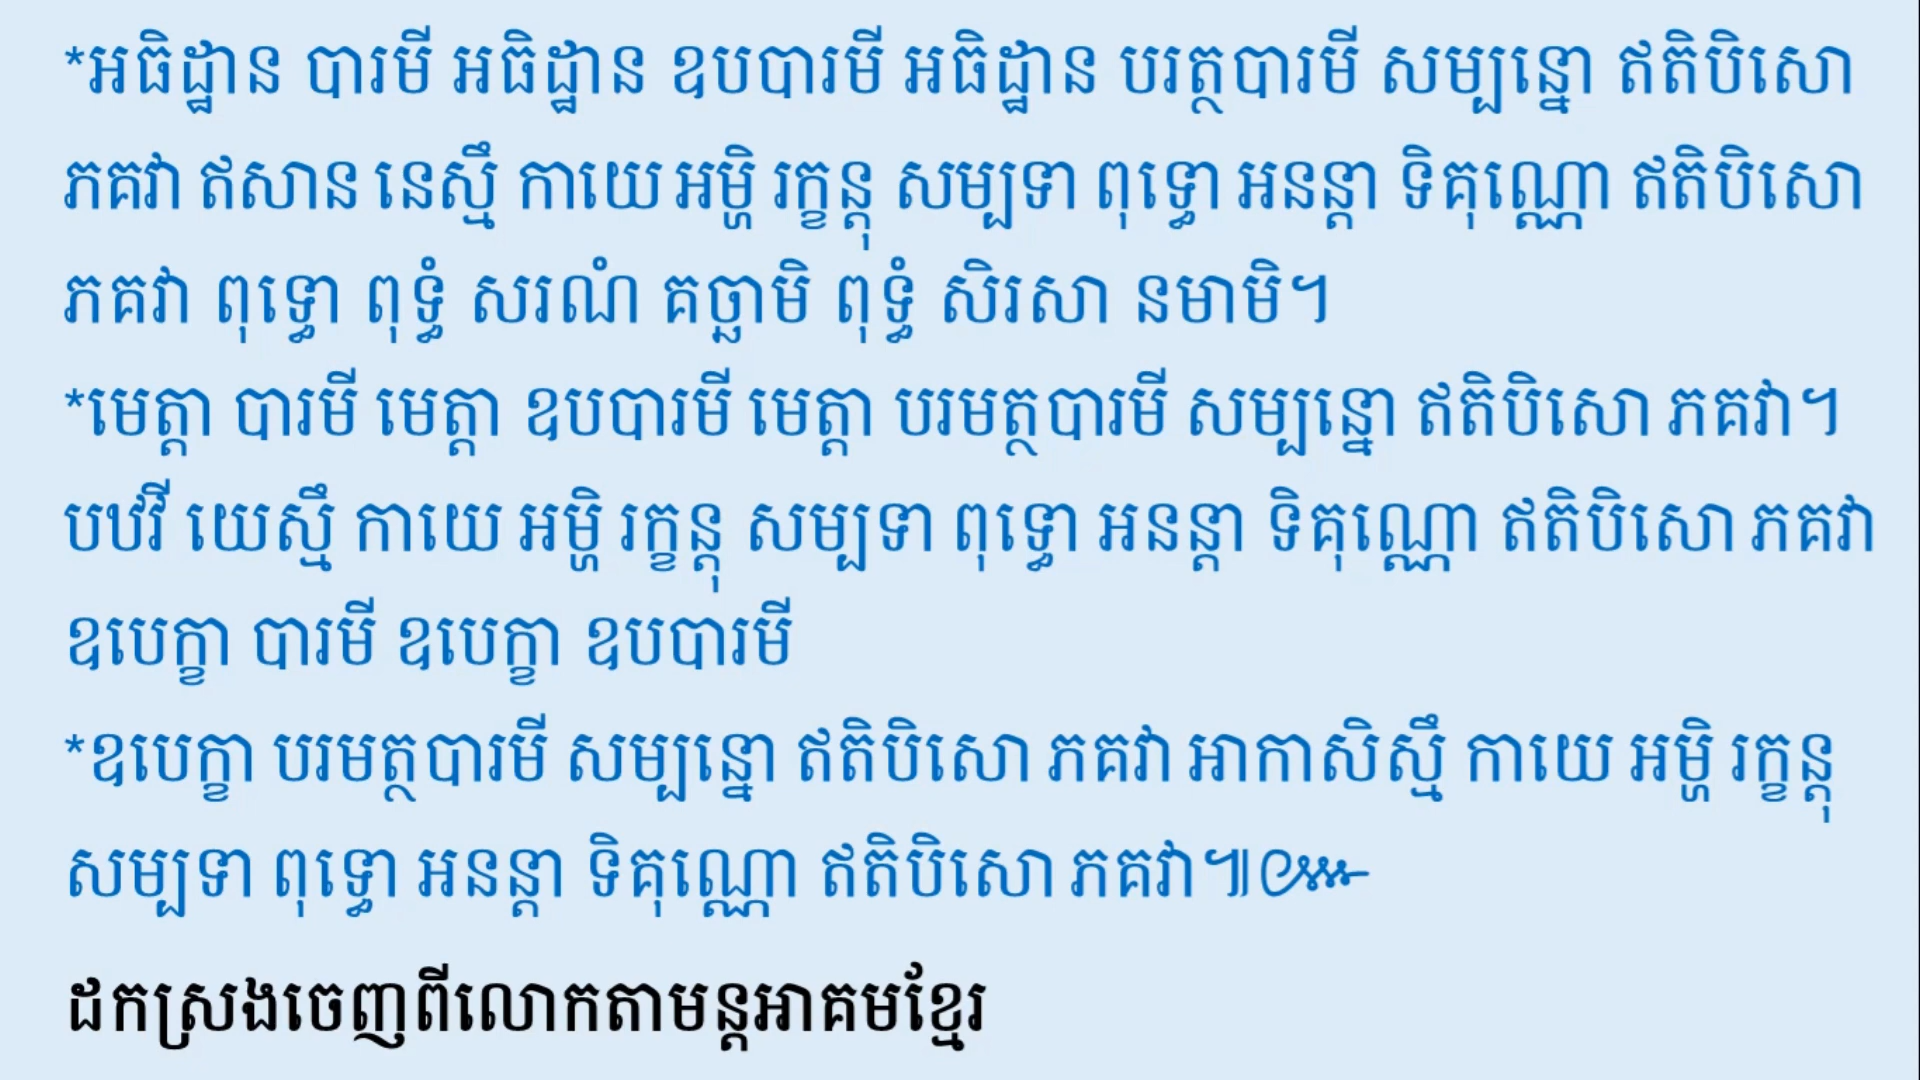 *អធិដ្ឋាន បារមី អធិដ្ឋាន ឧបបារមី អធិដ្ឋាន បរត្ថបារមី សម្បន្នោ ឥតិបិសោ
ភគវា ឥសាន នេស្មឹ កាយេ អម្ហិ រក្ខន្តុ សម្បទា ពុទ្ធោ អនន្តា ទិគុណ្ណោ ឥតិបិសោ
ភគវា ពុទ្ធោ ពុទ្ធំ សរណំ គច្ឆាមិ ពុទ្ធំ សិរសា នមាមិ។
*មេត្តា បារមី មេត្តា ឧបបារមី មេត្តា បរមត្ថបារមី សម្បន្នោ ឥតិបិសោ ភគវា។
បឋវី យេស្មឹ កាយេ អម្ហិ រក្ខន្តុ សម្បទា ពុទ្ធោ អនន្តា ទិគុណ្ណោ ឥតិបិសោ ភគវា
ឧបេក្ខា បារមី ឧបេក្ខា ឧបបារមី
*ឧបេក្ខា បរមត្ថបារមី សម្បន្នោ ឥតិបិសោ ភគវា អាកាសិស្មឹ កាយេ អម្ហិ រក្ខន្តុ
សម្បទា ពុទ្ធោ អនន្តា ទិគុណ្ណោ ឥតិបិសោ ភគវា៕៚
ដកស្រងចេញពីលោកតាមន្តអាគមខ្មែរ